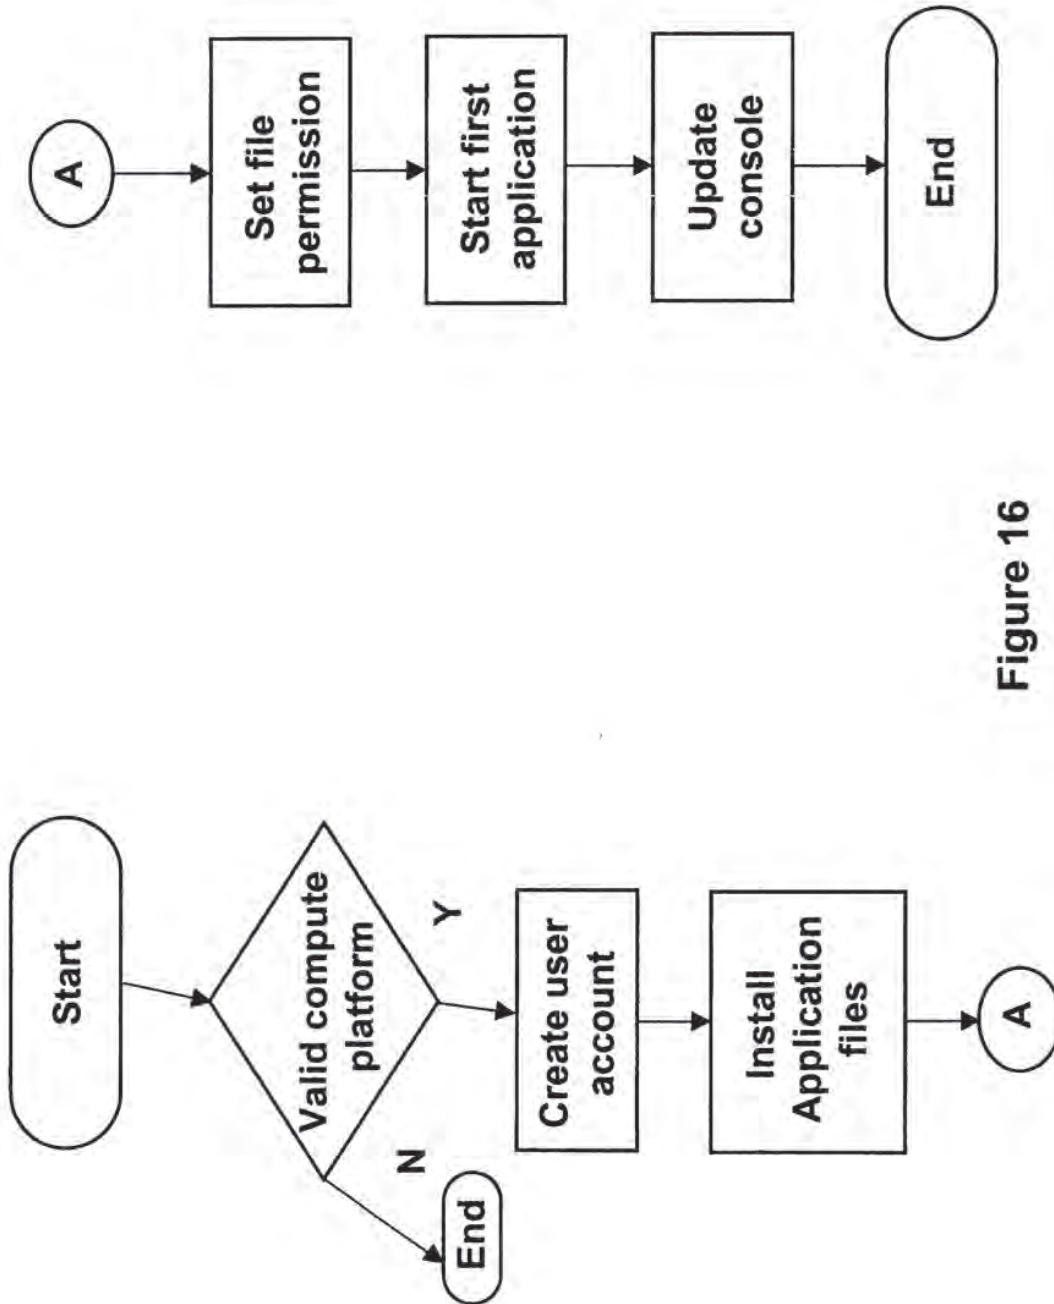 Start
Valid compute
platform
N
Y
End
Create user
account
Install
Application
files
A
A
Set file
permission
Start first
application
Update
console
End
Figure 16